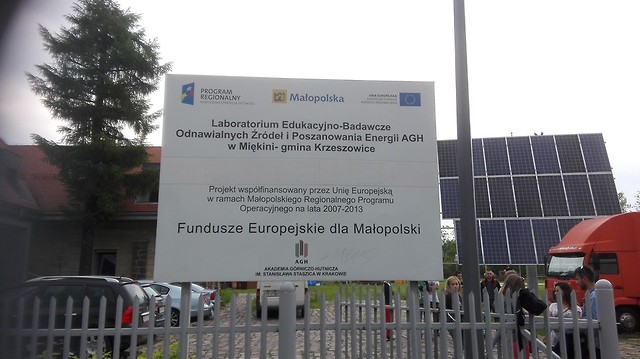 PROGRAM
REGIONALNY
Małopolska
UNIA EUROPEJSKA
Laboratorium Edukacyjno-Badawcze
Odnawialnych Źródeł i Poszanowania Energii AGH
w Miękini- gmina Krzeszowice
Projekt współfinansowany przez Unię Europejską
w ramach Małopolskiego Regionalnego Programu
Operacyjnego na lata 2007-2013
Fundusze Europejskie dla Małopolski
AGH
AKADEMIA GÓRNICZO-HUTNICZA
IM. STANISŁAWA STASZICA W KRAKOWIE